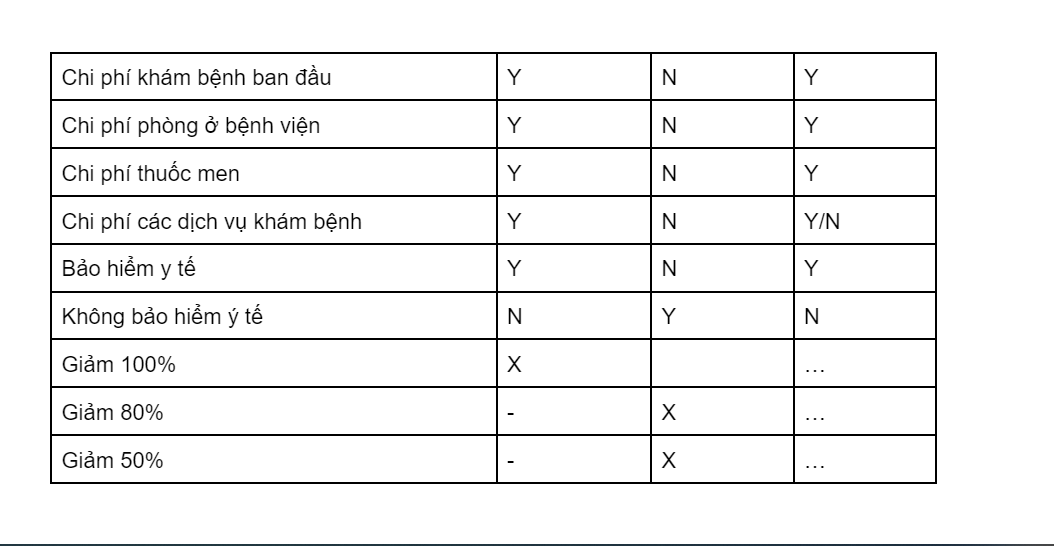 Chi phí khám bệnh ban đầu Y N Y
Chi phí phòng ở bệnh viện Y N Y
Chi phí thuốc men Y N Y
Chi phí các dịch vụ khám bệnh Y N Y/N
Bảo hiểm y tế Y N Y
Không bảo hiểm ý tế N Y N
Giảm 100% X …
Giảm 80% - X …
Giảm 50% - X …